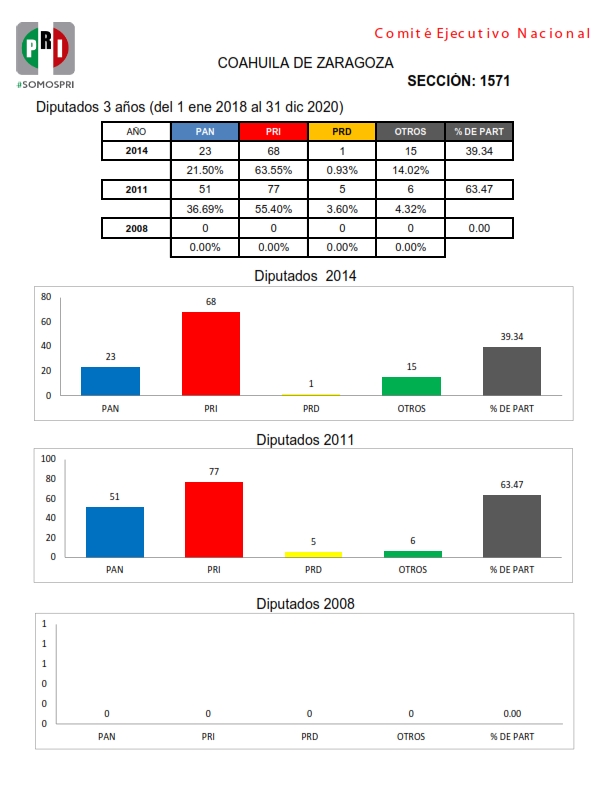 PRI
#SOMOSPRI
Comité Ejecutivo Nacional
COAHUILA DE ZARAGOZA
SECCIÓN: 1571
Diputados 3 años (del 1 ene 2018 al 31 dic 2020)
AÑO PAN PRI PRD OTROS % DE PART
2014 23 68 1 15 39.34
21.50% 63.55% 0.93% 14.02%
2011 51 77 5 6 63.47
36.69% 55.40% 3.60% 4.32%
2008 0 0 0 0 0.00
0.00% 0.00% 0.00% 0.00%
Diputados 2014
80
60
40
20
0
23 68 1 15 39.34
PAN PRI PRD OTROS % DE PART
Diputados 2011
100
80
60
40
20
0
51 77 5 6 63.47
PAN PRI PRD OTROS % DE PART
Diputados 2008
1
1
1
0
0
0
0 0 0 0 0.00
PAN PRI PRD OTROS % DE PART